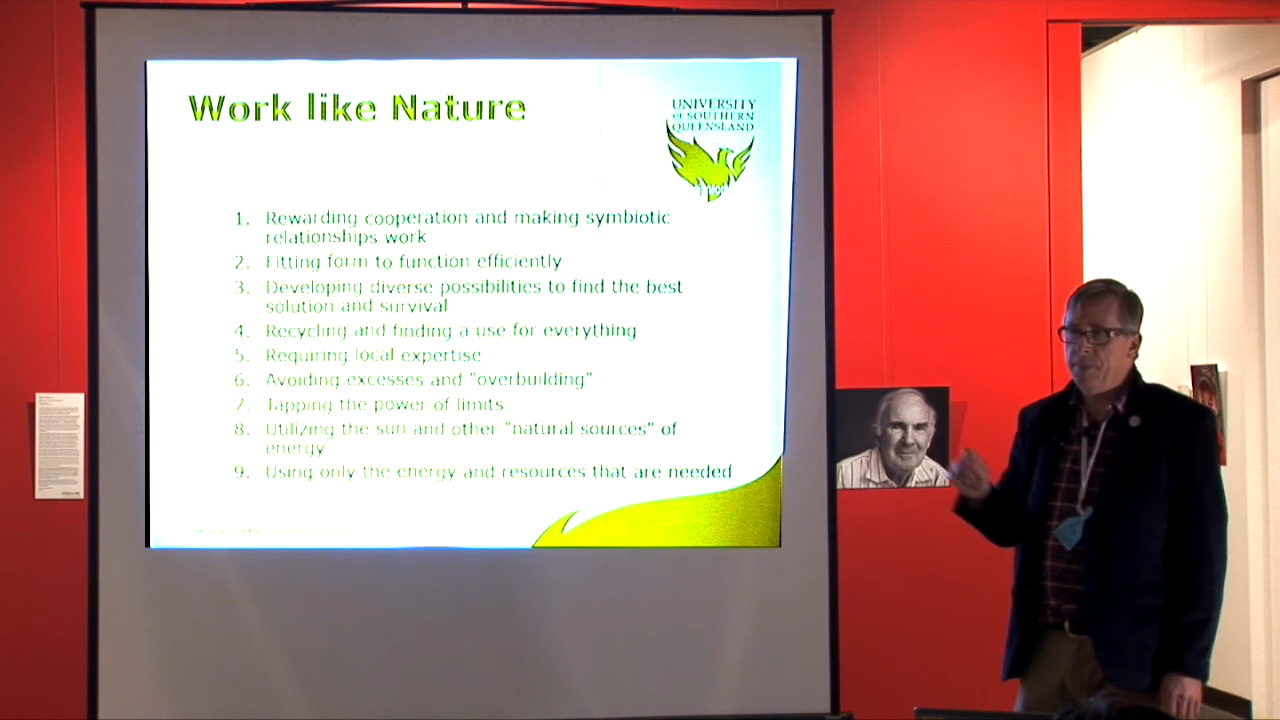 Work like Nature
UNIVERSITY
OF SOUTHERN
QUEENSLAND
1. Rewarding cooperation and making symbiotic
relationships work
2. Fitting form to function efficiently
3. Developing diverse possibilities to find the best
solution and survival
4. Recycling and finding a use for everything
5. Requiring local expertise
6. Avoiding excesses and "overbuilding"
7. Tapping the power of limits
8. Utilizing the sun and other "natural sources" of
energy
9. Using only the energy and resources that are needed